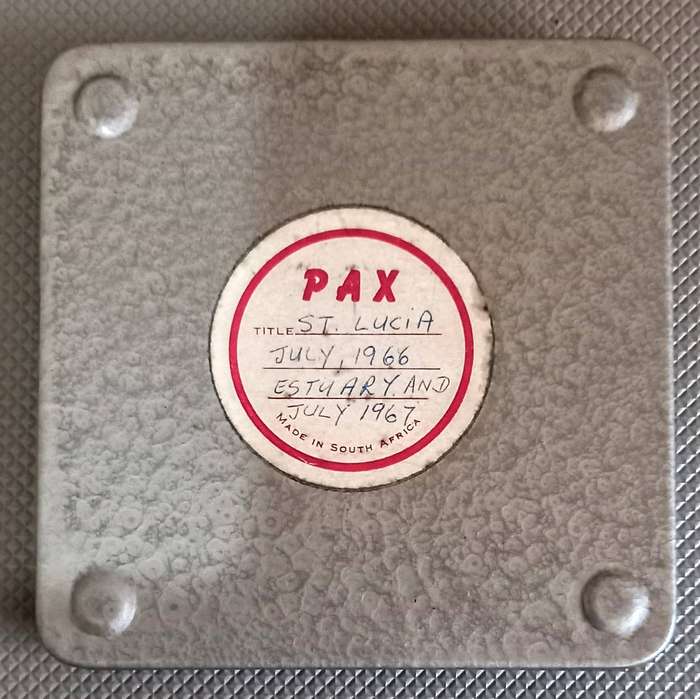 PAX
TITLE ST. LUCIA
JULY, 1966
ESTUARY AND
JULY 1967
MADE IN SOUTH AFRICA